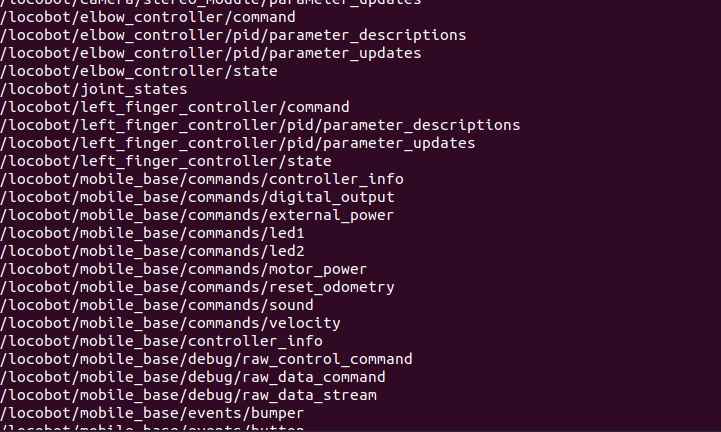 /locobot/camera/stereo_module/parameter_updates
/locobot/elbow_controller/command
/locobot/elbow_controller/pid/parameter_descriptions
/locobot/elbow_controller/pid/parameter_updates
/locobot/elbow_controller/state
/locobot/joint_states
/locobot/left_finger_controller/command
/locobot/left_finger_controller/pid/parameter_descriptions
/locobot/left_finger_controller/pid/parameter_updates
/locobot/left_finger_controller/state
/locobot/mobile_base/commands/controller_info
/locobot/mobile_base/commands/digital_output
/locobot/mobile_base/commands/external_power
/locobot/mobile_base/commands/led1
/locobot/mobile_base/commands/led2
/locobot/mobile_base/commands/motor_power
/locobot/mobile_base/commands/reset_odometry
/locobot/mobile_base/commands/sound
/locobot/mobile_base/commands/velocity
/locobot/mobile_base/controller_info
/locobot/mobile_base/debug/raw_control_command
/locobot/mobile_base/debug/raw_data_command
/locobot/mobile_base/debug/raw_data_stream
/locobot/mobile_base/events/bumper
/locobot/mobile_base/events/button